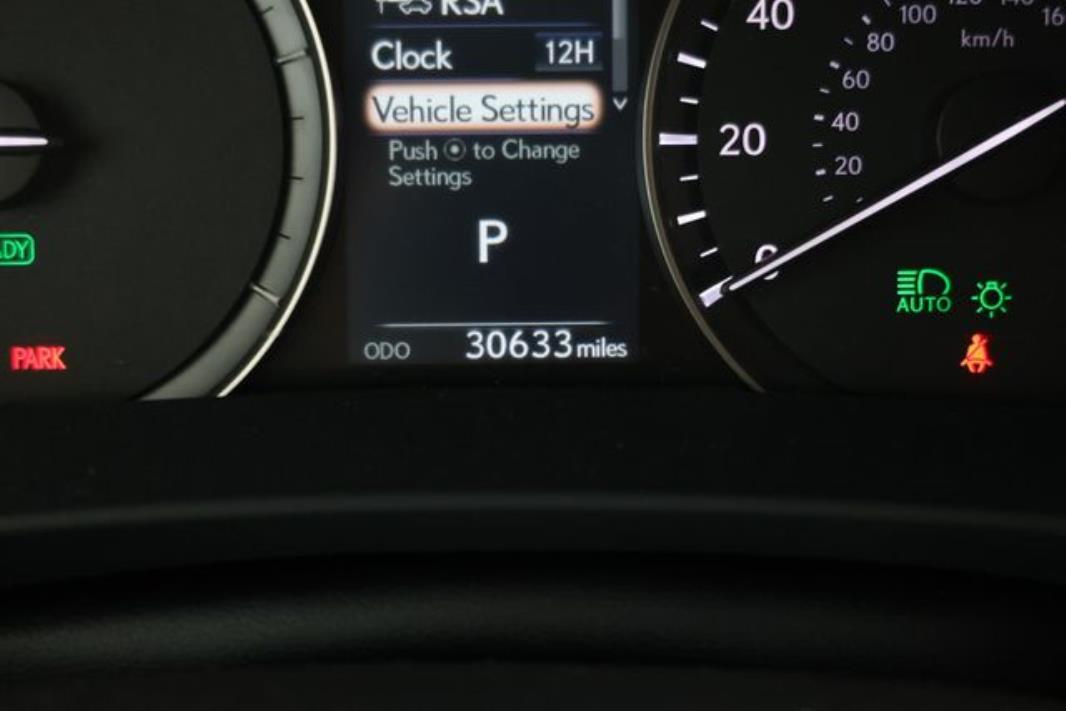 RSA
Clock 12H
Vehicle Settings
Push to Change
Settings
P
ODO 30633 miles
PARK
40
20
0
100
80
60
40
20
km/h
AUTO